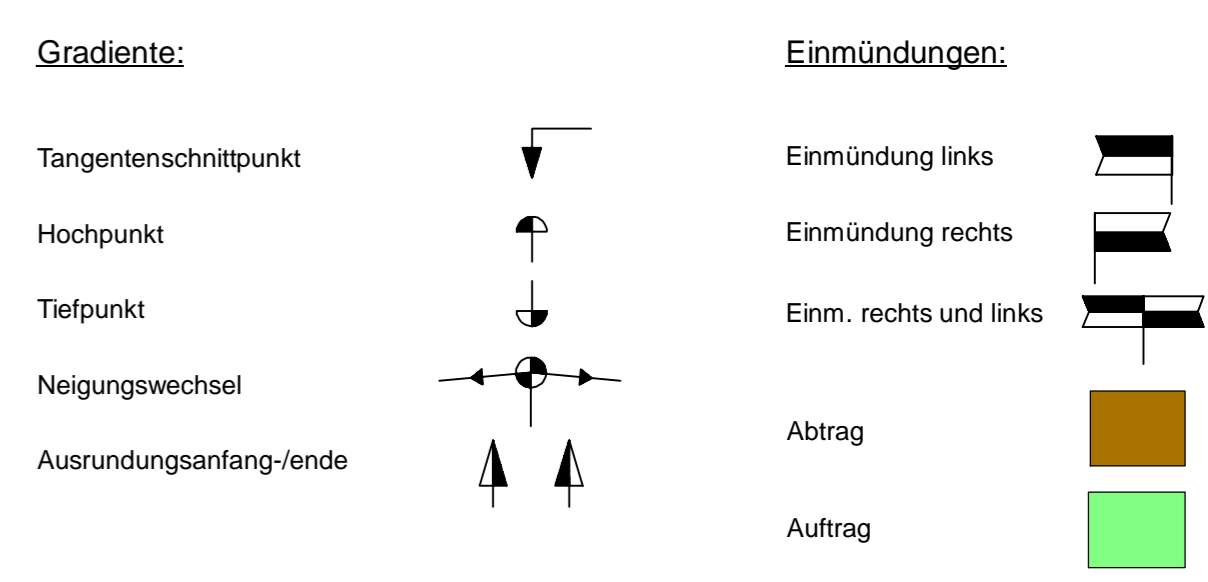 Gradiente:
Tangentenschnittpunkt
Hochpunkt
Tiefpunkt
Neigungswechsel
Ausrundungsanfang-/ende
Einmündungen:
Einmündung links
Einmündung rechts
Einm. rechts und links
Abtrag
Auftrag